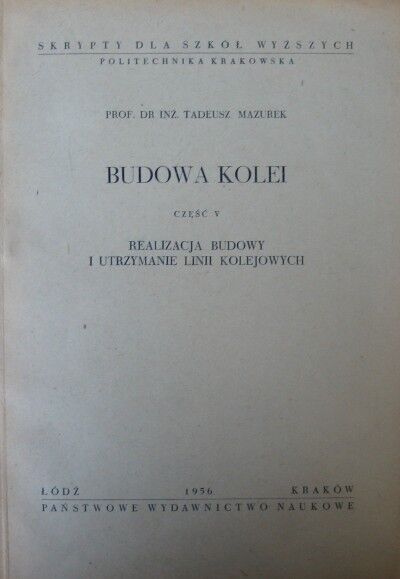 SKRYPTY DLA SZKÓŁ WYŻSZYCH
POLITECHNIKA KRAKOWSKA
PROF. DR INŻ. TADEUSZ MAZUREK
BUDOWA KOLEI
CZĘŚĆ V
REALIZACJA BUDOWY
I UTRZYMANIE LINII KOLEJOWYCH
ŁÓDŹ 1956 KRAKÓW
PAŃSTWOWE WYDAWNICTWO NAUKOWE